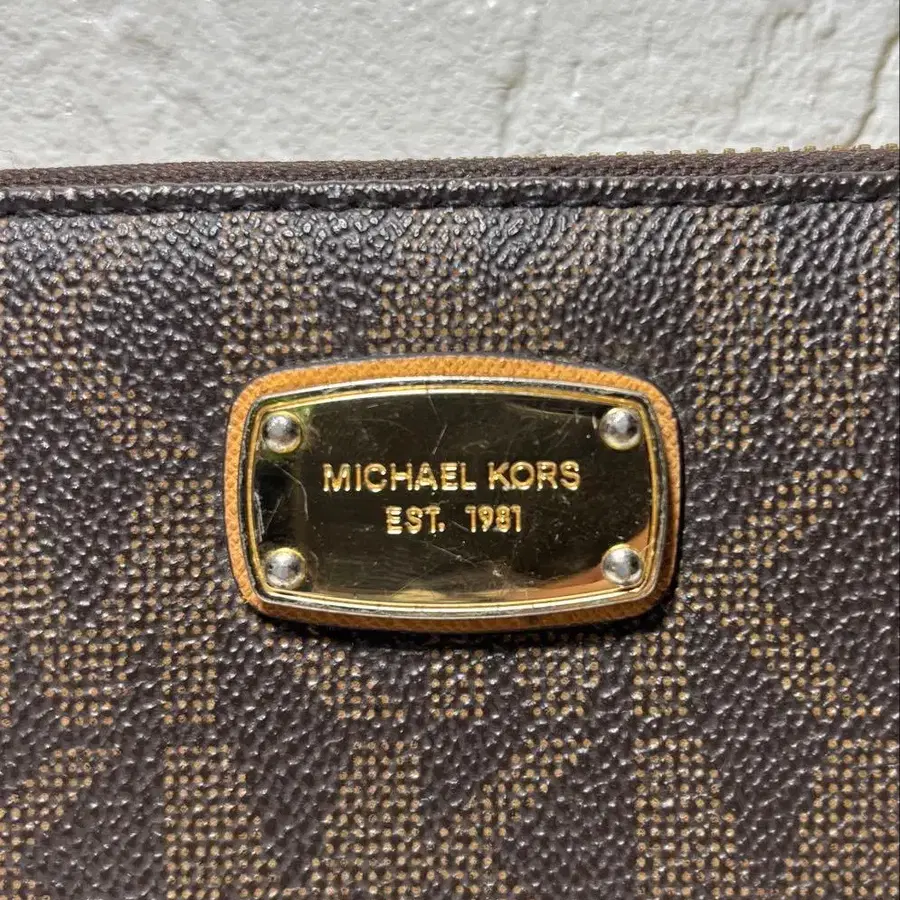 MICHAEL KORS
EST. 1981